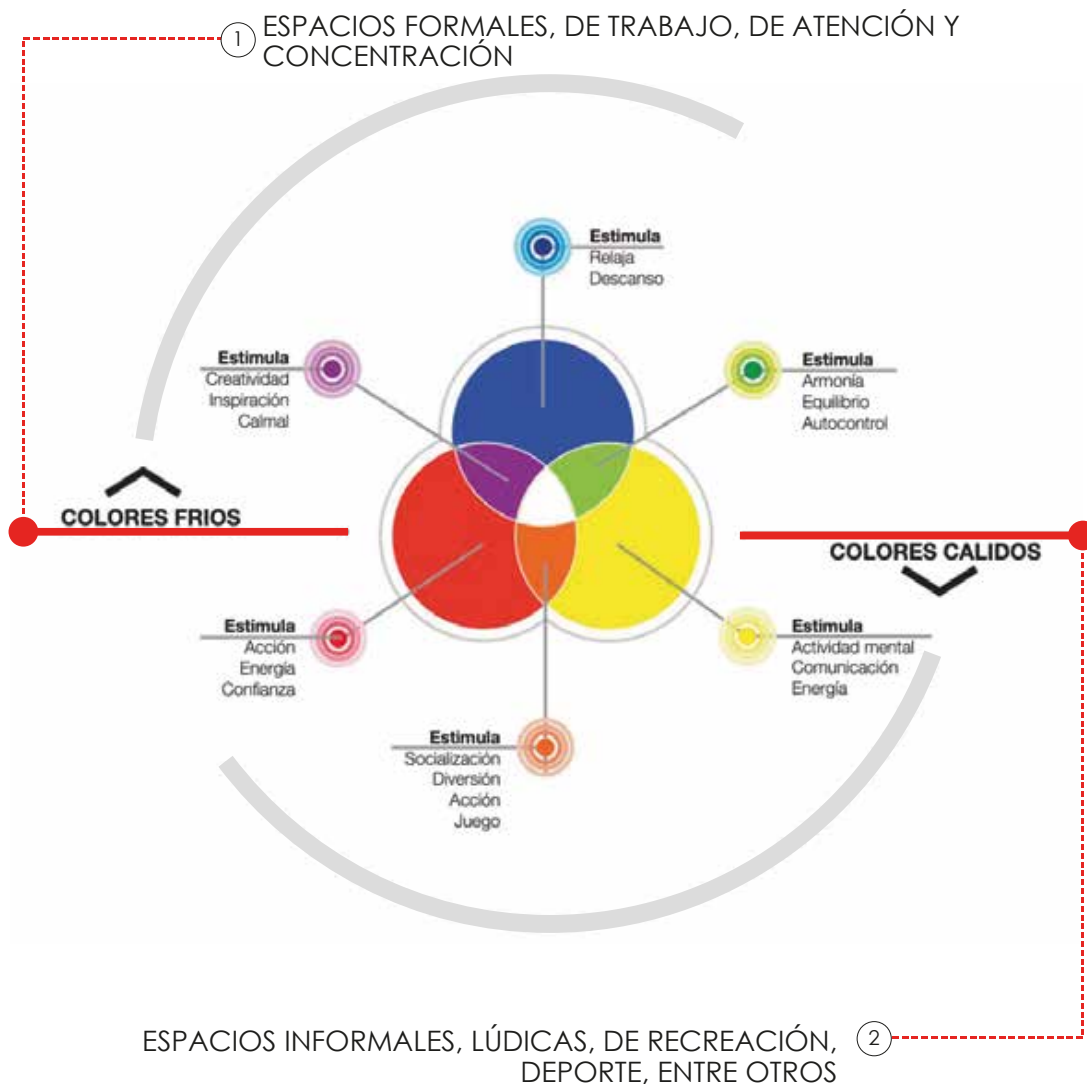 1 ESPACIOS FORMALES, DE TRABAJO, DE ATENCIÓN Y
CONCENTRACIÓN
Estimula
Relaja
Descanso
Estimula
Creatividad
Inspiración
Calmal
Estimula
Armonía
Equilibrio
Autocontrol
COLORES FRIOS
COLORES CALIDOS
Estimula
Acción
Energía
Confianza
Estimula
Actividad mental
Comunicación
Energía
Estimula
Socialización
Diversión
Acción
Juego
ESPACIOS INFORMALES, LÚDICAS, DE RECREACIÓN, 2
DEPORTE, ENTRE OTROS